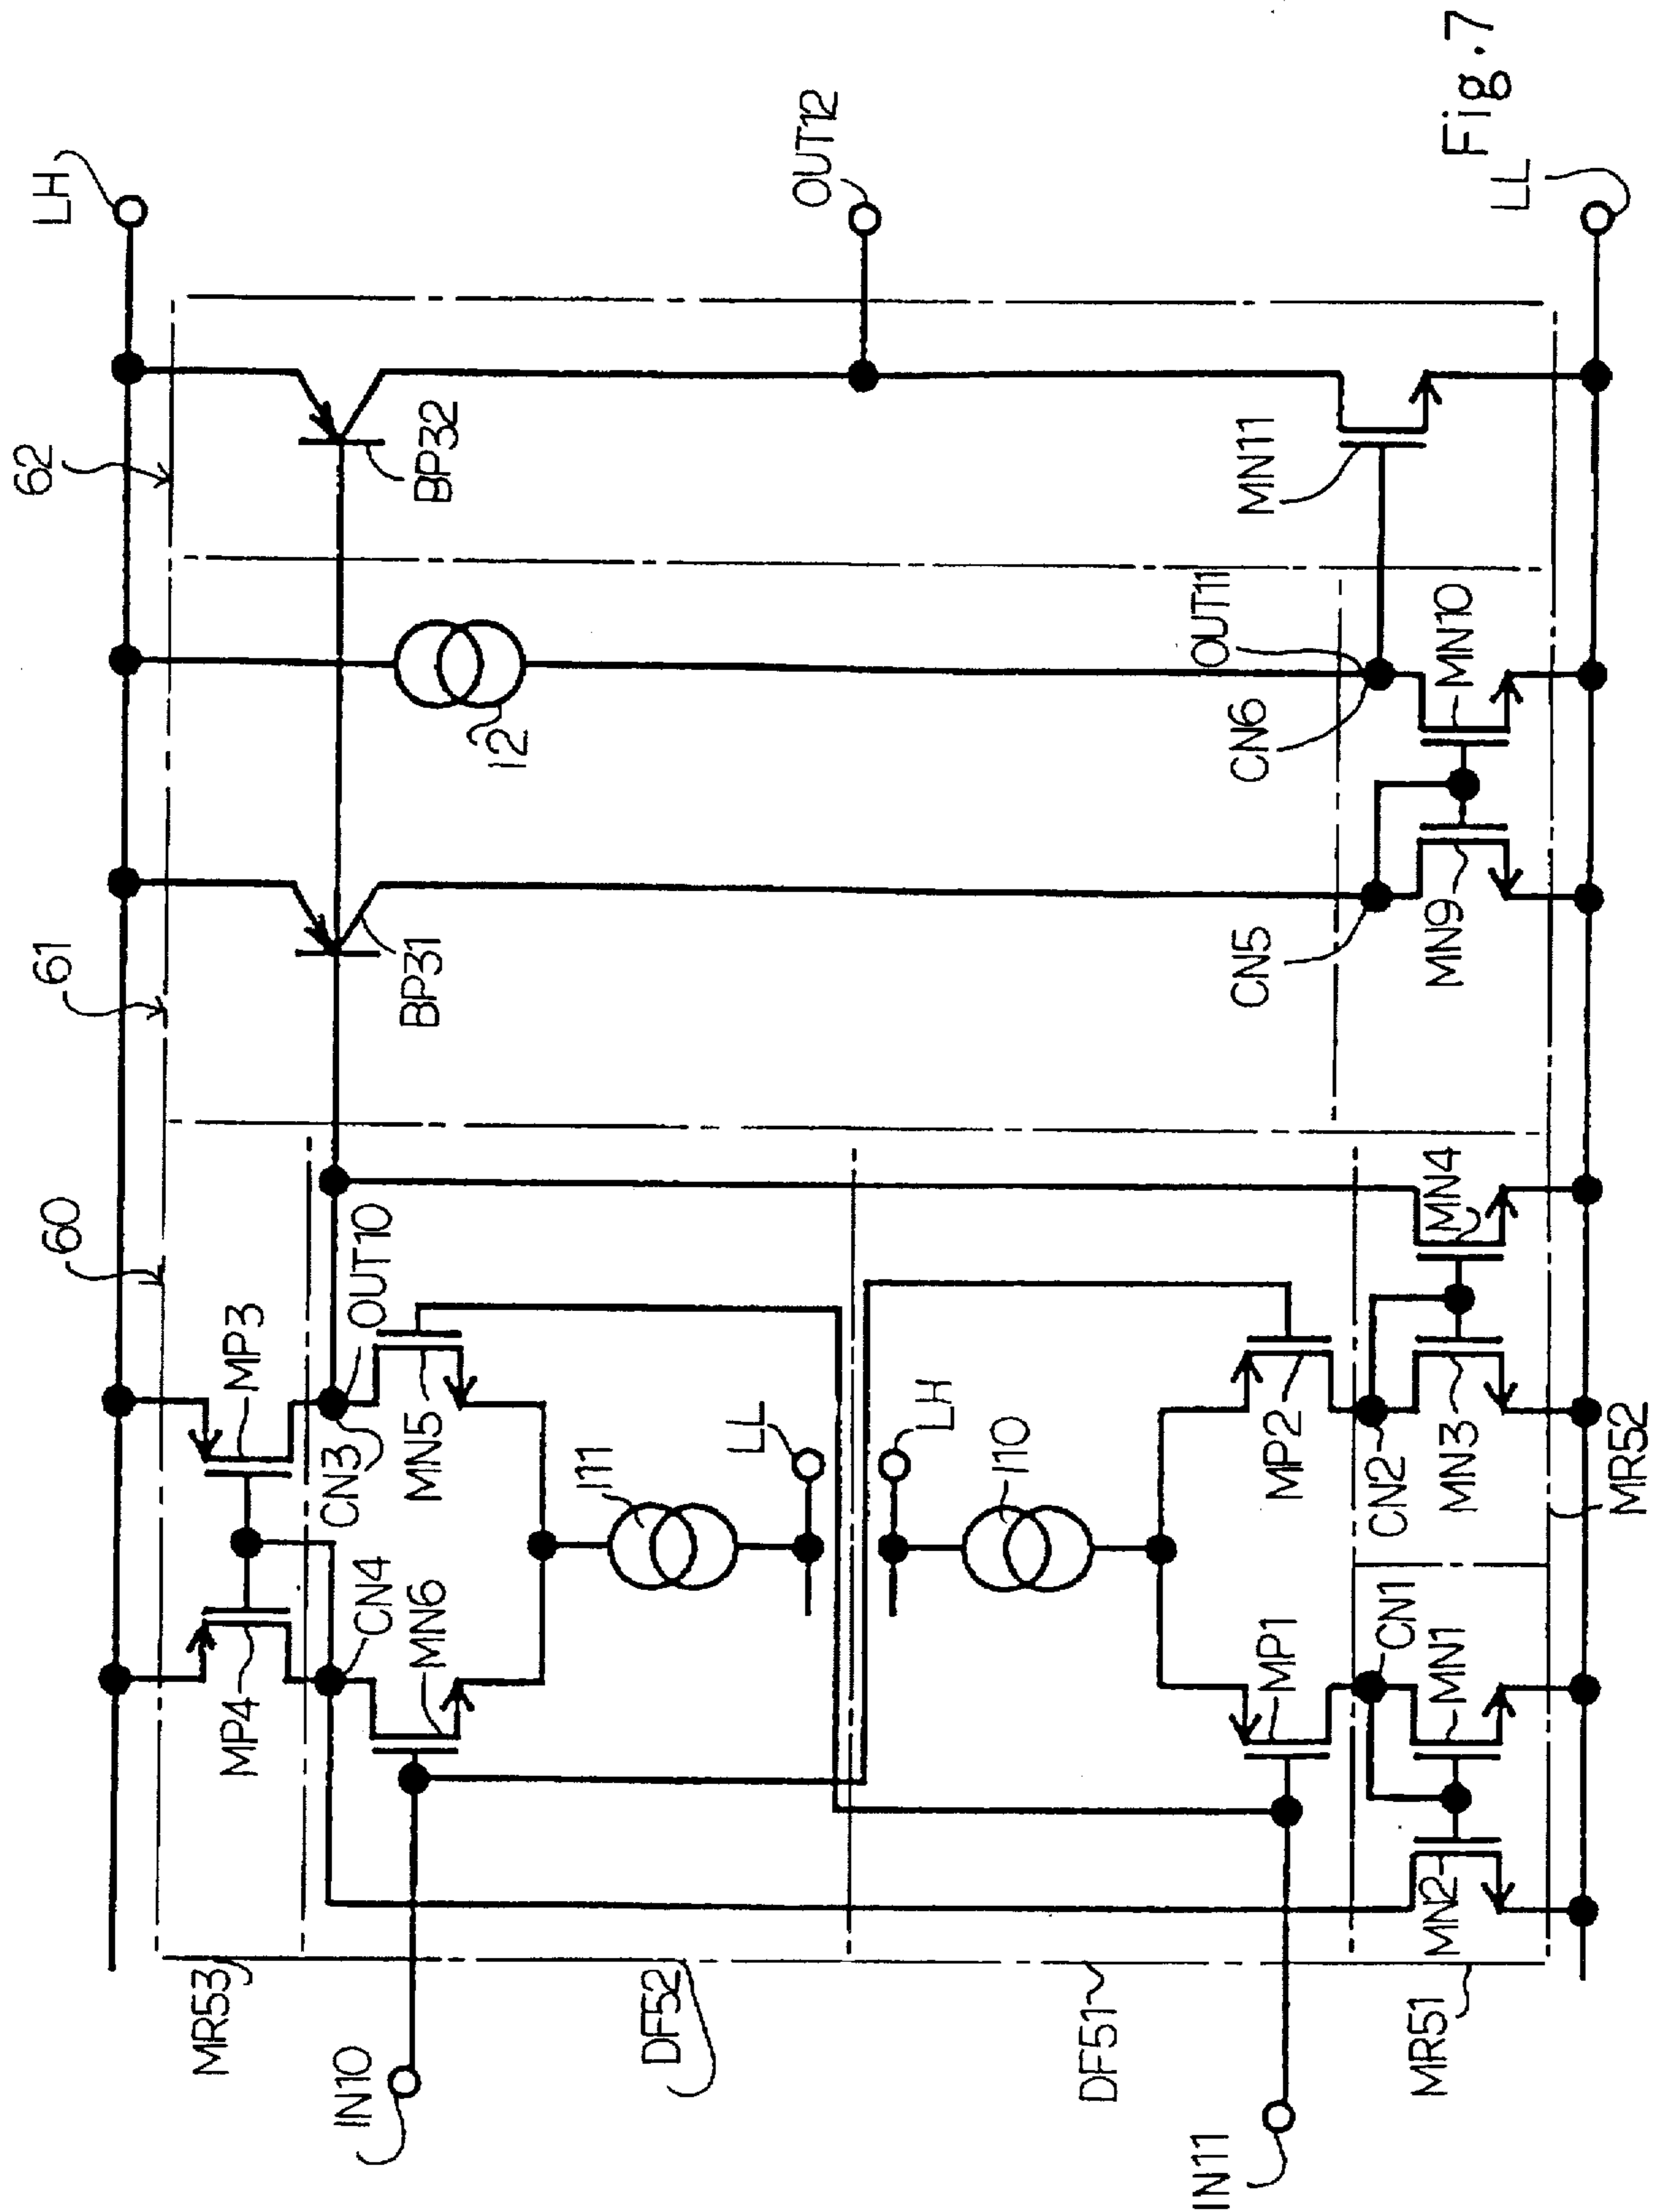 LH
62
61
60
OUT12
BP32
BP31
12
MP3
MP4
MR53
OUT10
CN3
CN4
MN5
MN6
I11
LL
IN10
DF52
LH
I10
MP2
MP1
DF51
IN11
CN2
CN1
MN4
MN3
MN1
MN2
MR51
MR52
CN5
CN6
OUT11
MN9
MN10
MN11
LL
Fig.7